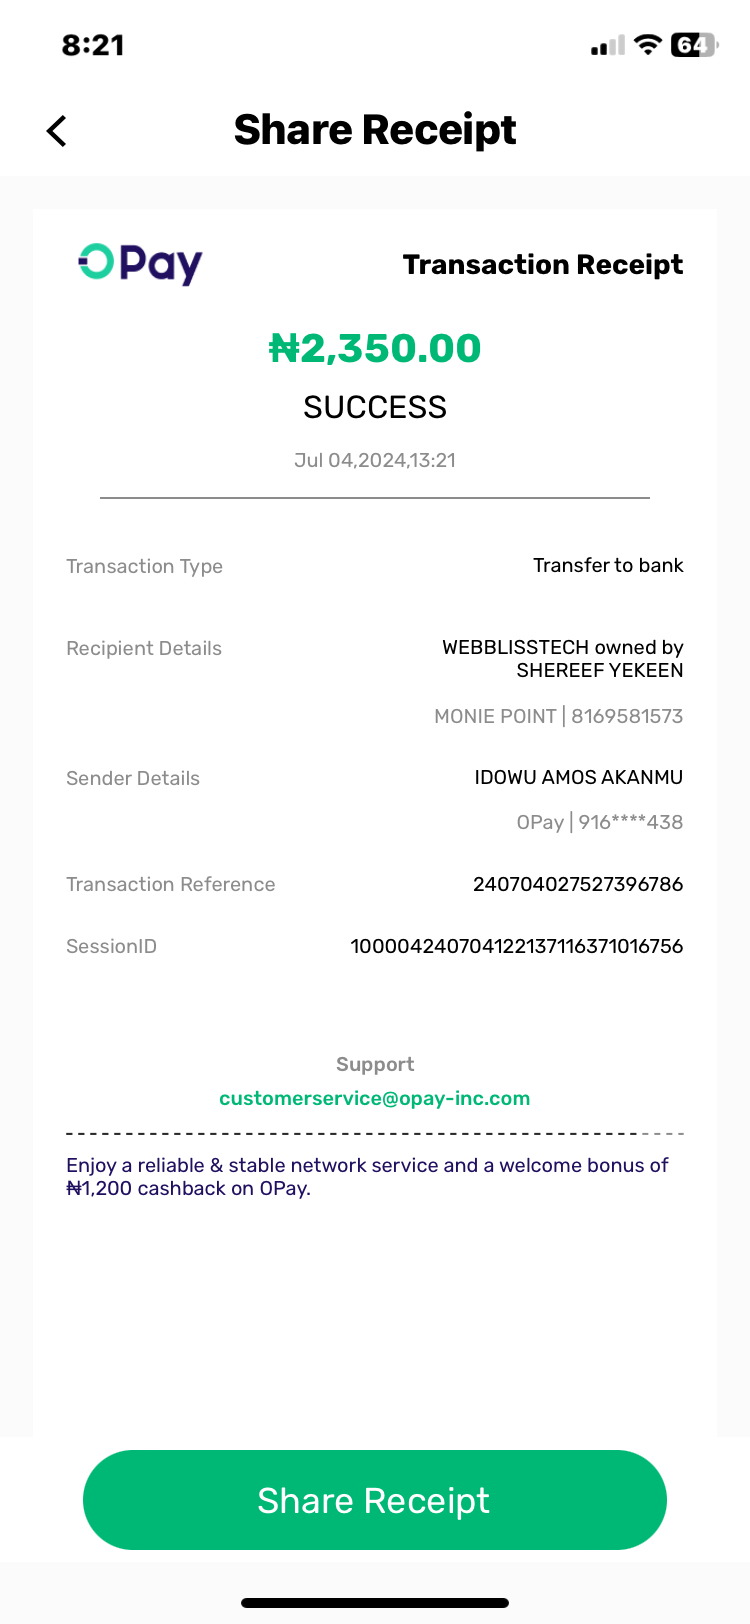 8:21
64
Share Receipt
OPay
Transaction Receipt
₦2,350.00
SUCCESS
Jul 04,2024,13:21
Transaction Type
Transfer to bank
Recipient Details
WEBBLISSTECH owned by
SHEREEF YEKEEN
MONIE POINT | 8169581573
Sender Details
IDOWU AMOS AKANMU
OPay | 916****438
Transaction Reference
240704027527396786
SessionID
100004240704122137116371016756
Support
customerservice@opay-inc.com
Enjoy a reliable & stable network service and a welcome bonus of
₦1,200 cashback on OPay.
Share Receipt